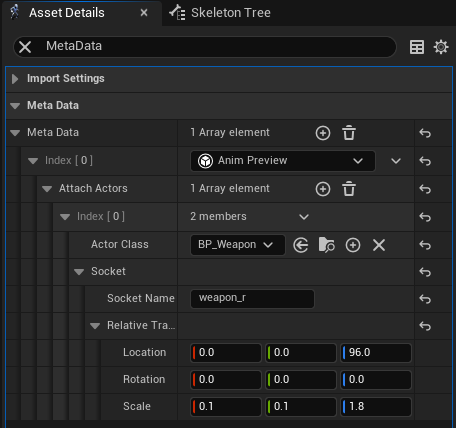 Asset Details
Skeleton Tree
MetaData
Import Settings
Meta Data
Meta Data 1 Array element
Index [ 0 ] Anim Preview
Attach Actors 1 Array element
Index [ 0 ] 2 members
Actor Class BP_Weapon
Socket
Socket Name weapon_r
Relative Tra...
Location 0.0 0.0 96.0
Rotation 0.0 0.0 0.0
Scale 0.1 0.1 1.8